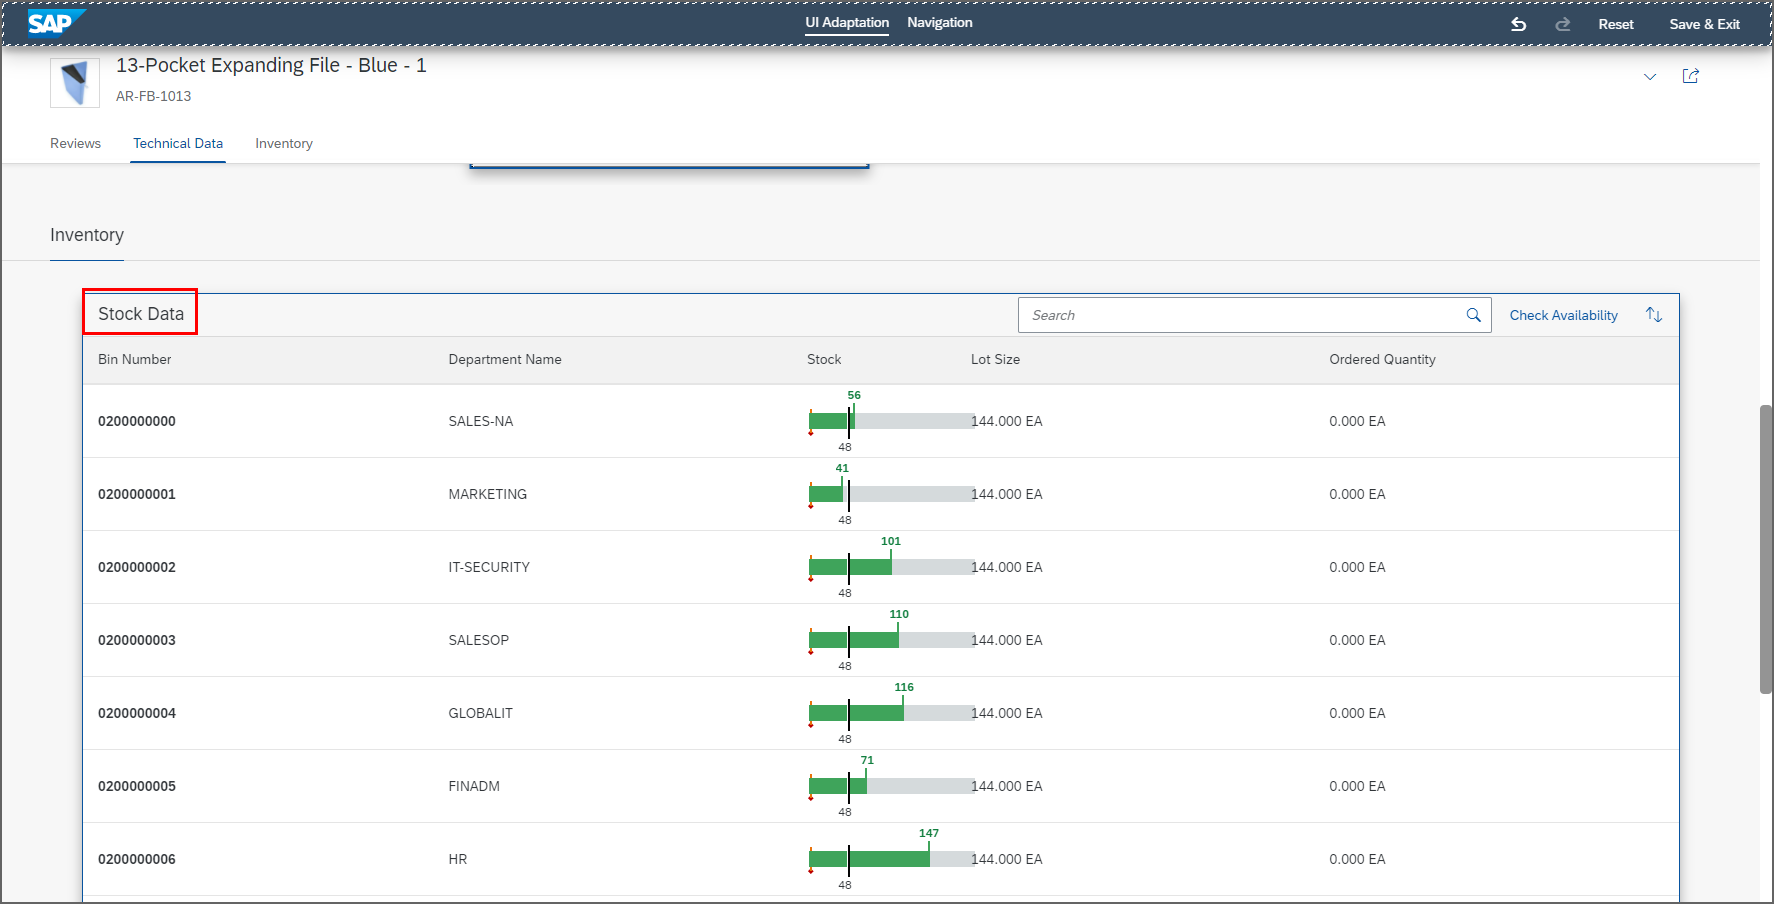 SAP UI Adaptation Navigation Reset Save & Exit
13-Pocket Expanding File - Blue - 1
AR-FB-1013
Reviews Technical Data Inventory
Inventory
Stock Data Search Check Availability
Bin Number Department Name Stock Lot Size Ordered Quantity
56
0200000000 SALES-NA 144.000 EA 0.000 EA
48
41
0200000001 MARKETING 144.000 EA 0.000 EA
48
101
0200000002 IT-SECURITY 144.000 EA 0.000 EA
48
110
0200000003 SALESOP 144.000 EA 0.000 EA
48
116
0200000004 GLOBALIT 144.000 EA 0.000 EA
48
71
0200000005 FINADM 144.000 EA 0.000 EA
48
147
0200000006 HR 144.000 EA 0.000 EA
48